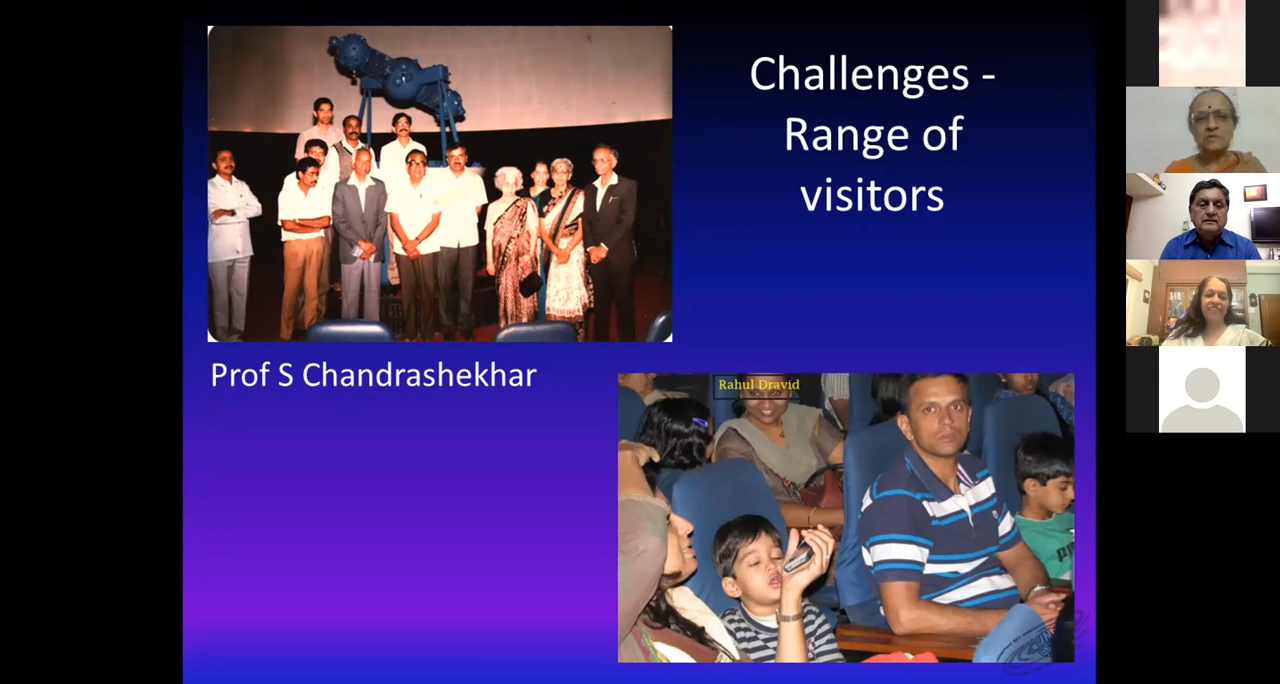 Challenges -
Range of
visitors
Prof S Chandrashekhar
Rahul Dravid